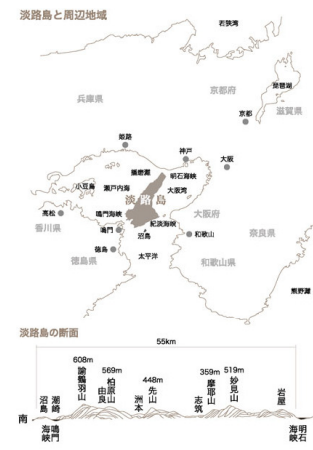 淡路島と周辺地域
若狭湾
京都府
琵琶湖
兵庫県
滋賀県
京都
姫路
神戸
大阪
播磨灘
明石海峡
小豆島
瀬戸内海
大阪湾
淡路島
高松
鳴門海峡
大阪府
紀淡海峡
香川県
鳴門
沼島
和歌山
奈良県
徳島
太平洋
徳島県
和歌山県
熊野灘
淡路島の断面
55km
608m
569m
448m
359m
519m
諭鶴羽山
柏原山
由良
先山
洲本
摩耶山
志筑
妙見山
岩屋
沼島
潮崎
南
海峡
鳴門
海峡
明石